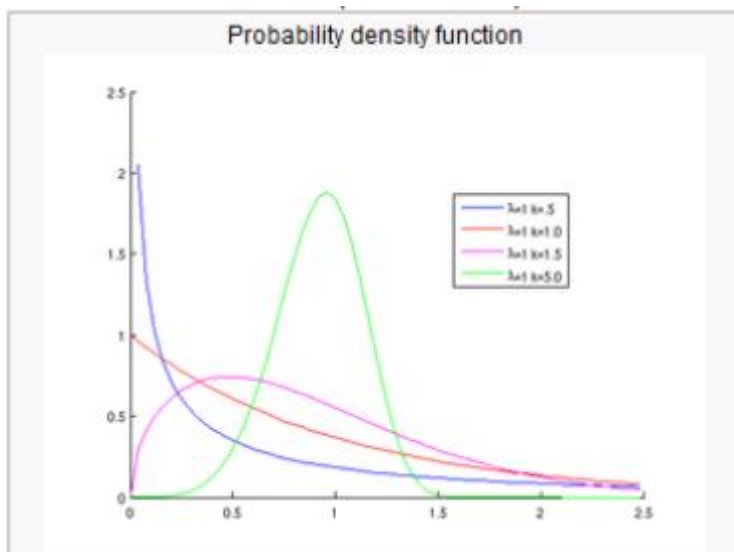 Probability density function
2.5
2
1.5
1
0.5
0
0 0.5 1 1.5 2 2.5
λ=1 k=.5
λ=1 k=1.0
λ=1 k=1.5
λ=1 k=5.0